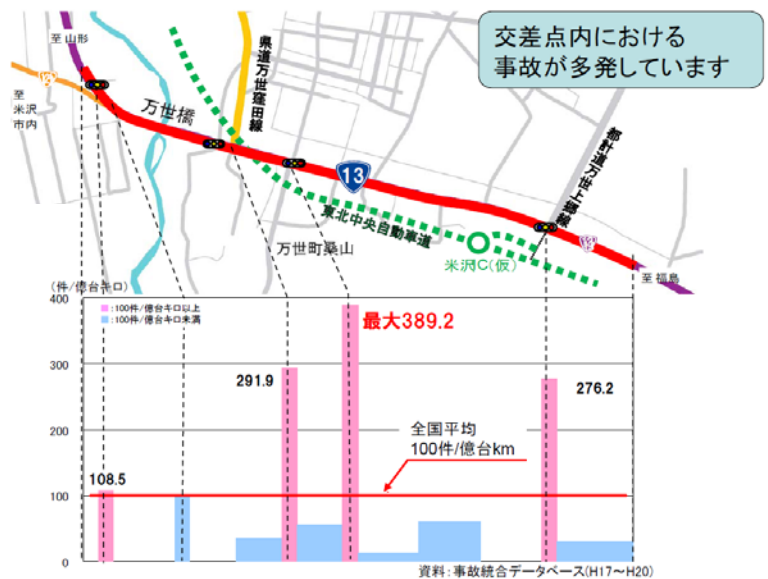 交差点内における
事故が多発しています
至山形
至
米沢
市内
万世橋
県道万世窪田線
13
都計道万世上郷線
東北中央自動車道
万世町桑山
米沢IC(仮)
至福島
(件/億台キロ)
:100件/億台キロ以上
:100件/億台キロ未満
400
300
200
100
0
108.5
291.9
最大389.2
276.2
全国平均
100件/億台km
資料:事故統合データベース(H17～H20)